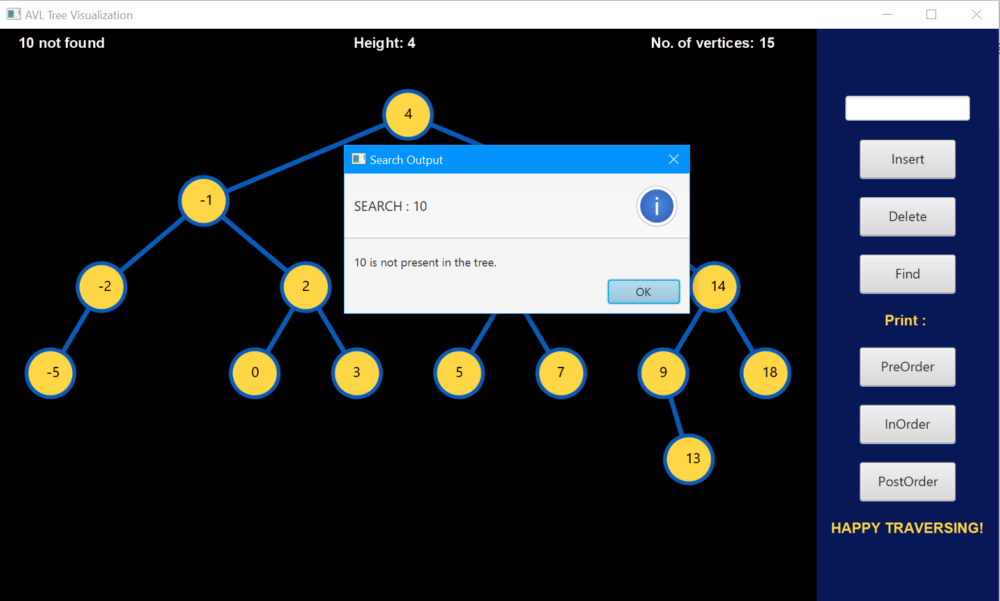 AVL Tree Visualization
10 not found Height: 4 No. of vertices: 15
4
Search Output
SEARCH : 10
10 is not present in the tree.
OK
-1
-2 2 14
-5 0 3 5 7 9 18
13
Insert
Delete
Find
Print :
PreOrder
InOrder
PostOrder
HAPPY TRAVERSING!